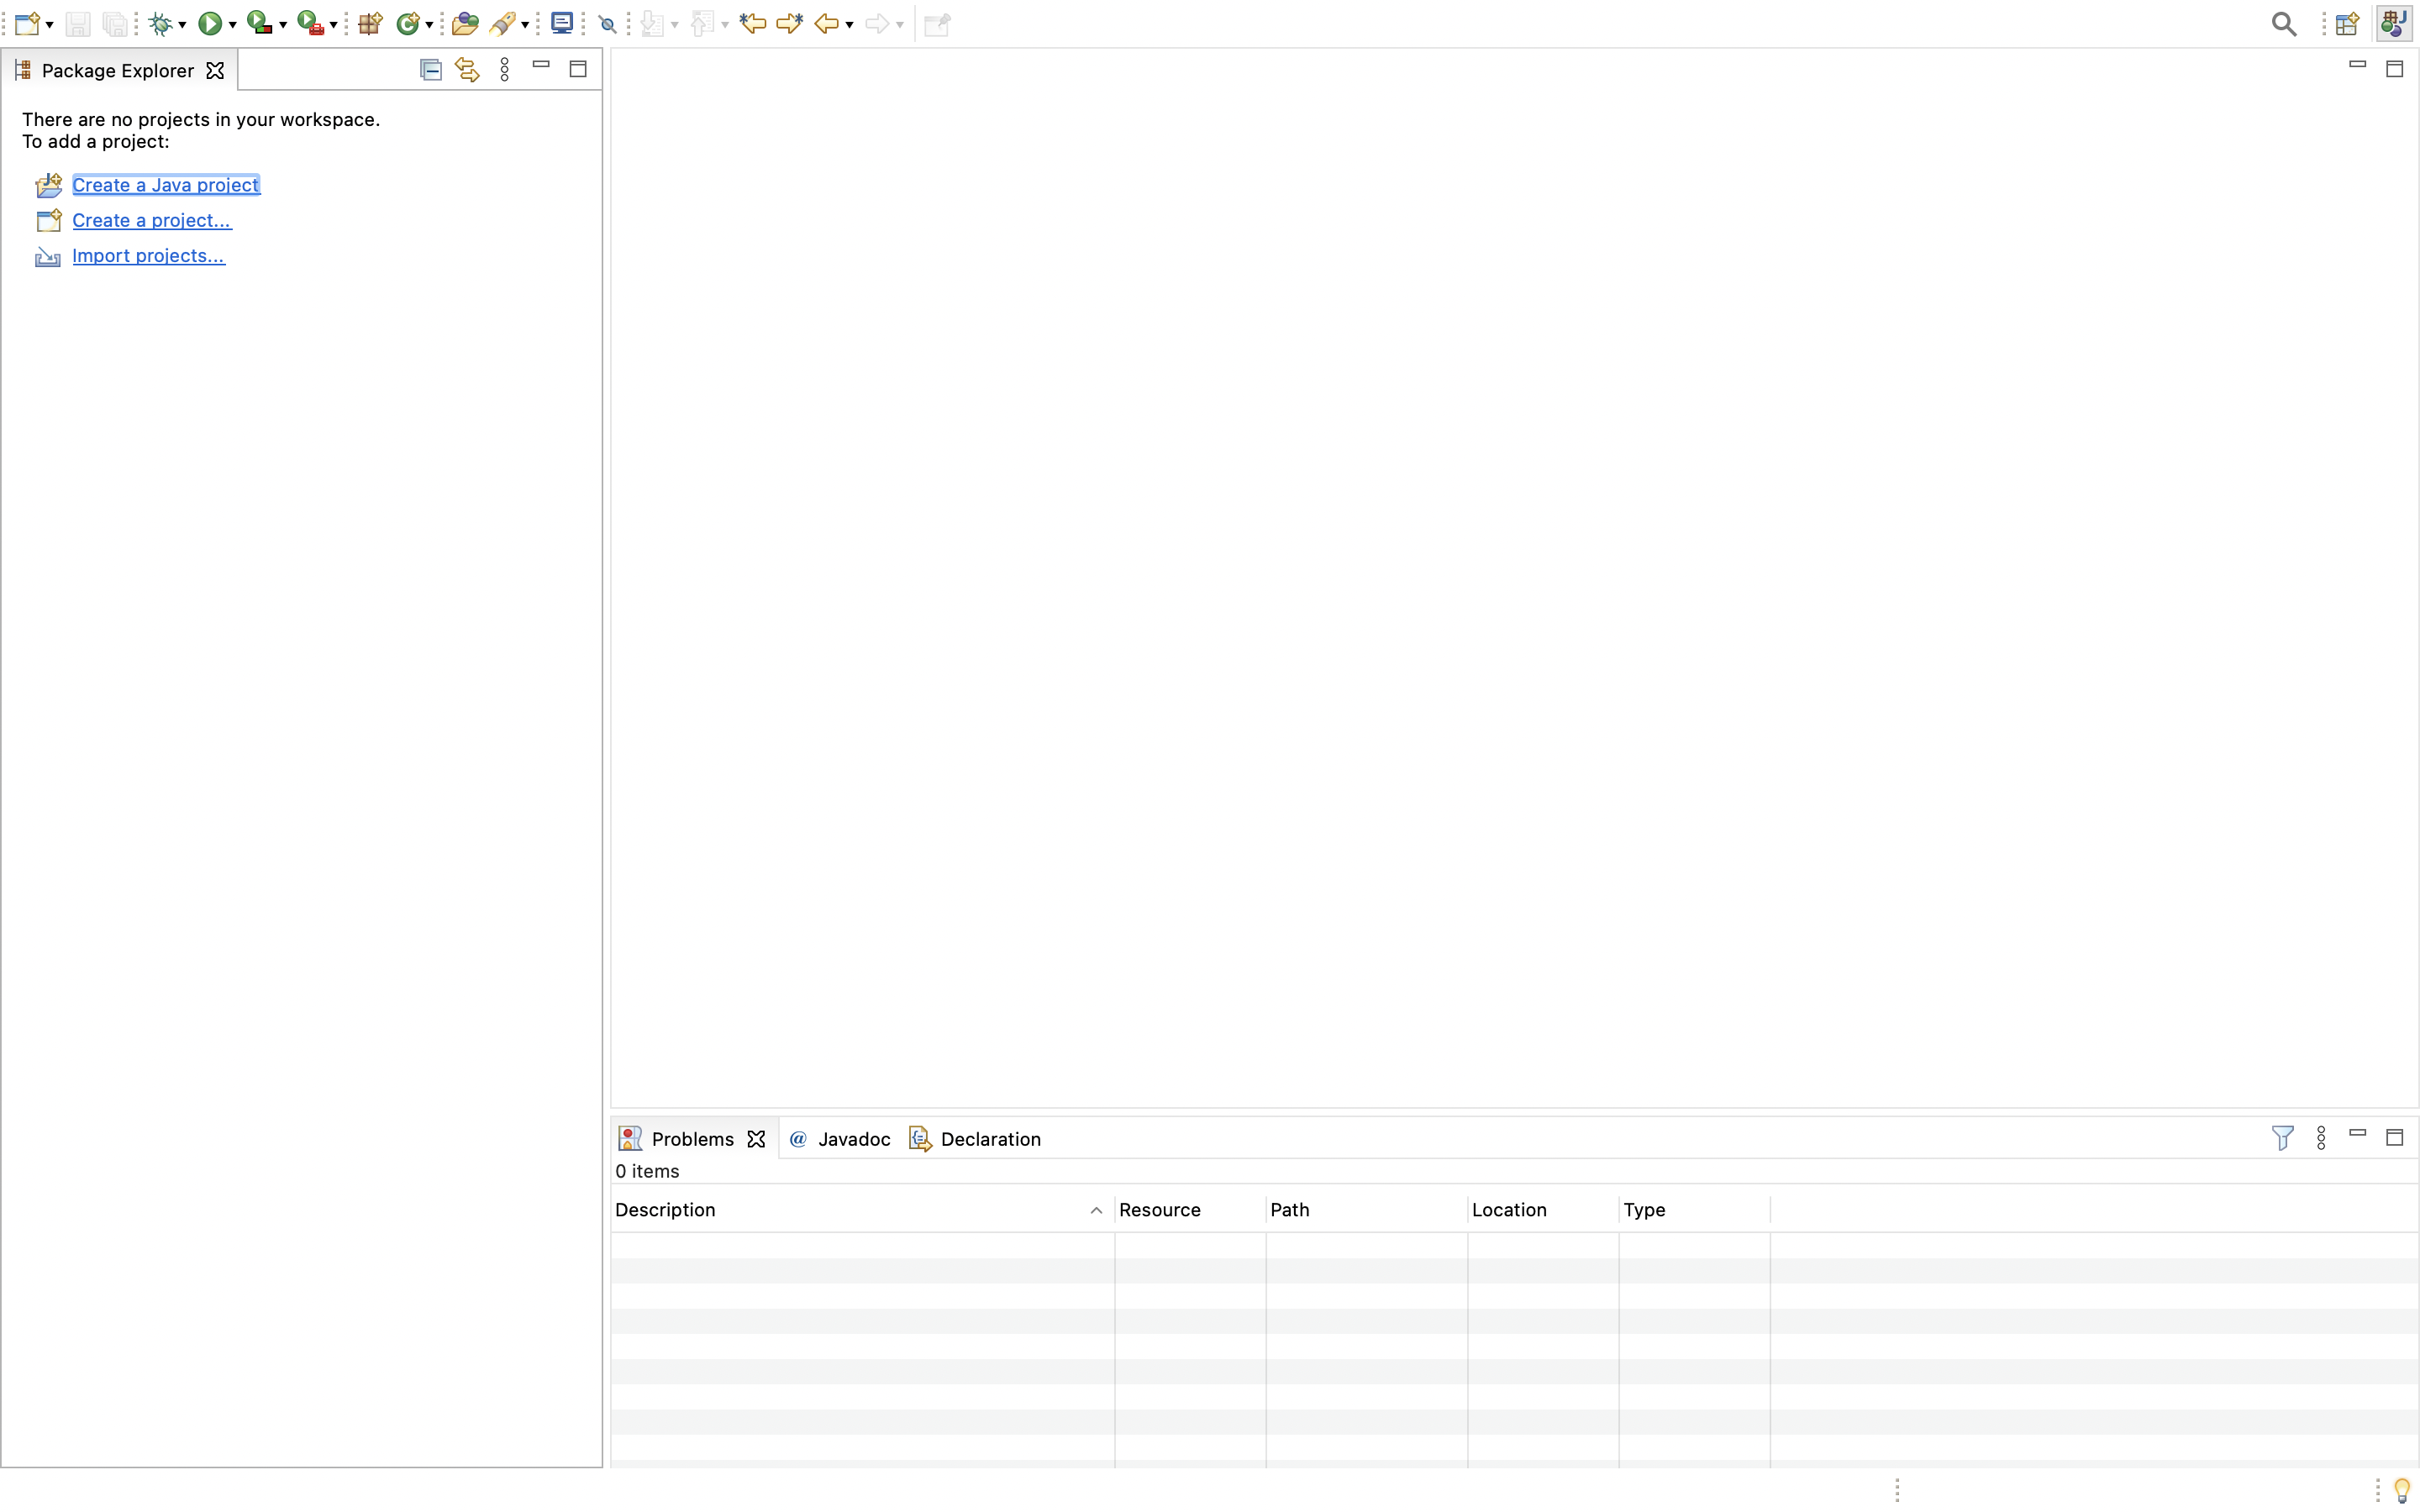 Package Explorer
There are no projects in your workspace.
To add a project:
Create a Java project
Create a project...
Import projects...
Problems
@ Javadoc
Declaration
0 items
Description Resource Path Location Type